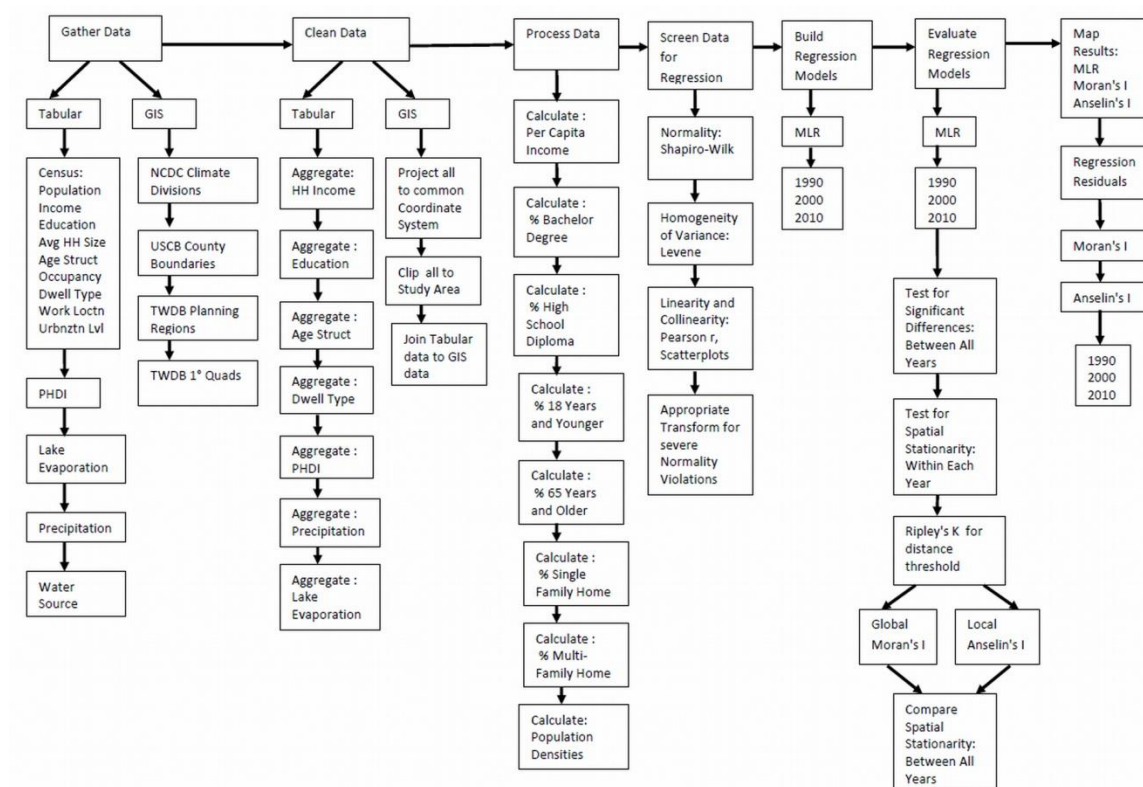 Gather Data
Clean Data
Process Data
Screen Data
for
Regression
Build
Regression
Models
Evaluate
Regression
Models
Map
Results:
MLR
Moran's I
Anselin's I
Tabular
GIS
Census:
Population
Income
Education
Avg HH Size
Age Struct
Occupancy
Dwell Type
Work Loctn
Urbnztn Lvl
PHDI
Lake
Evaporation
Precipitation
Water
Source
NCDC Climate
Divisions
USCB County
Boundaries
TWDB Planning
Regions
TWDB 1° Quads
Tabular
GIS
Aggregate:
HH Income
Aggregate :
Education
Aggregate :
Age Struct
Aggregate :
Dwell Type
Aggregate :
PHDI
Aggregate :
Precipitation
Aggregate :
Lake
Evaporation
Project all
to common
Coordinate
System
Clip all to
Study Area
Join Tabular
data to GIS
data
Calculate :
Per Capita
Income
Calculate :
% Bachelor
Degree
Calculate :
% High
School
Diploma
Calculate :
% 18 Years
and Younger
Calculate :
% 65 Years
and Older
Calculate :
% Single
Family Home
Calculate :
% Multi-
Family Home
Calculate:
Population
Densities
Normality:
Shapiro-Wilk
Homogeneity
of Variance:
Levene
Linearity and
Collinearity:
Pearson r,
Scatterplots
Appropriate
Transform for
severe
Normality
Violations
MLR
1990
2000
2010
MLR
1990
2000
2010
Test for
Significant
Differences:
Between All
Years
Test for
Spatial
Stationarity:
Within Each
Year
Ripley's K for
distance
threshold
Global
Moran's I
Local
Anselin's I
Compare
Spatial
Stationarity:
Between All
Years
Regression
Residuals
Moran's I
Anselin's I
1990
2000
2010